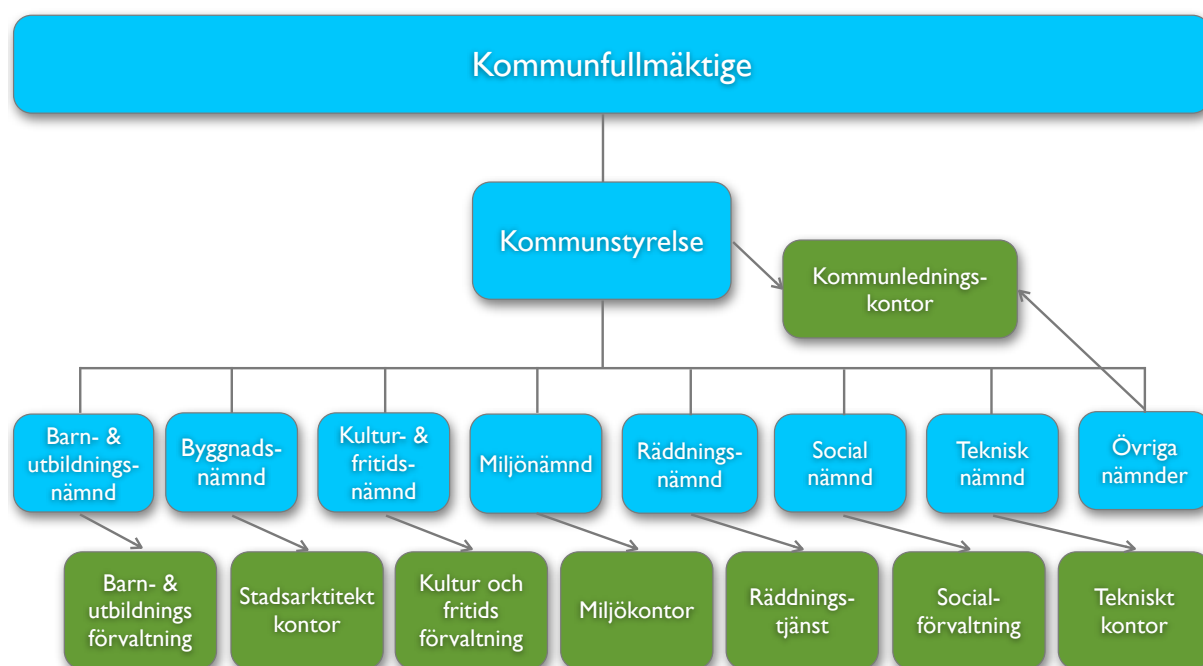 Kommunfullmäktige
Kommunstyrelse
Kommunlednings-
kontor
Barn- &
utbildnings-
nämnd
Byggnads-
nämnd
Kultur- &
fritids-
nämnd
Miljönämnd
Räddnings-
nämnd
Social
nämnd
Teknisk
nämnd
Övriga
nämnder
Barn- &
utbildnings
förvaltning
Stadsarktitekt
kontor
Kultur och
fritids
förvaltning
Miljökontor
Räddnings-
tjänst
Social-
förvaltning
Tekniskt
kontor